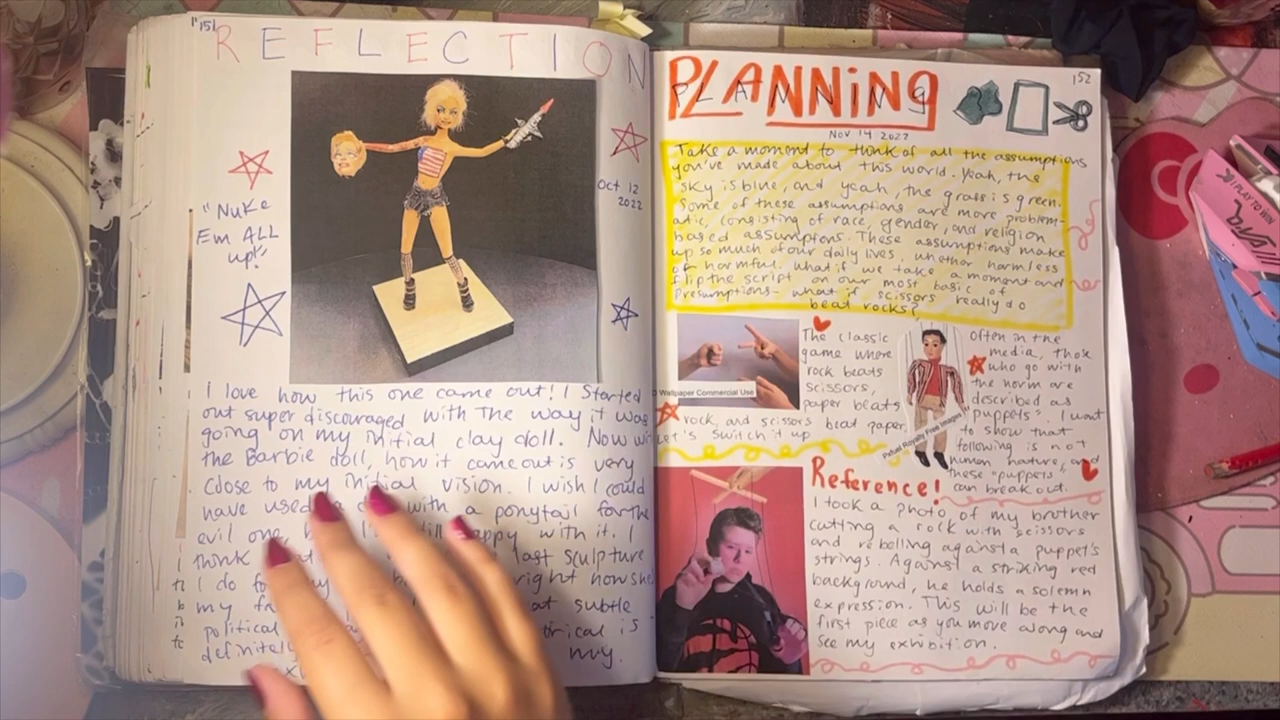 151
REFLECTION
"Nuke
Em ALL
up!"
Oct 12
2022
I love how this one came out! I Started
out super discouraged with the way it was
going on my initial clay doll. Now with
the Barbie doll, how it came out is very
close to my initial vision. I wish I could
have used a with a ponytail for the
evil one, happy with it. I
think last sculpture
I do right now she
my at subtle
political is
definitely my.
PLANNING
152
Nov 14 2022
Take a moment to think of all the assumptions
you've made about this world. Yeah, the
sky is blue, and yeah, the grass is green.
Some of these assumptions are more problem-
atic, consisting of race, gender, and religion
based assumptions. These assumptions make
up so much of our daily lives, whether harmless
or harmful. What if we take a moment and
flip the script on our most basic of
presumptions - what if scissors really do
beat rocks?
Wallpaper Commercial Use
The classic
game where
rock beats
scissors,
paper beats
rock, and scissors beat paper.
Let's switch it up
Royalty Free Images
Often in the
media, those
who go with
the norm are
described as
"puppets". I want
to show that
following is not
human nature, and
these "puppets"
can break out.
Reference!
I took a photo of my brother
cutting a rock with scissors
and rebelling against a puppet's
strings. Against a striking red
background, he holds a solemn
expression. This will be the
first piece as you move along and
see my exhibition.
I PLAY TO WIN